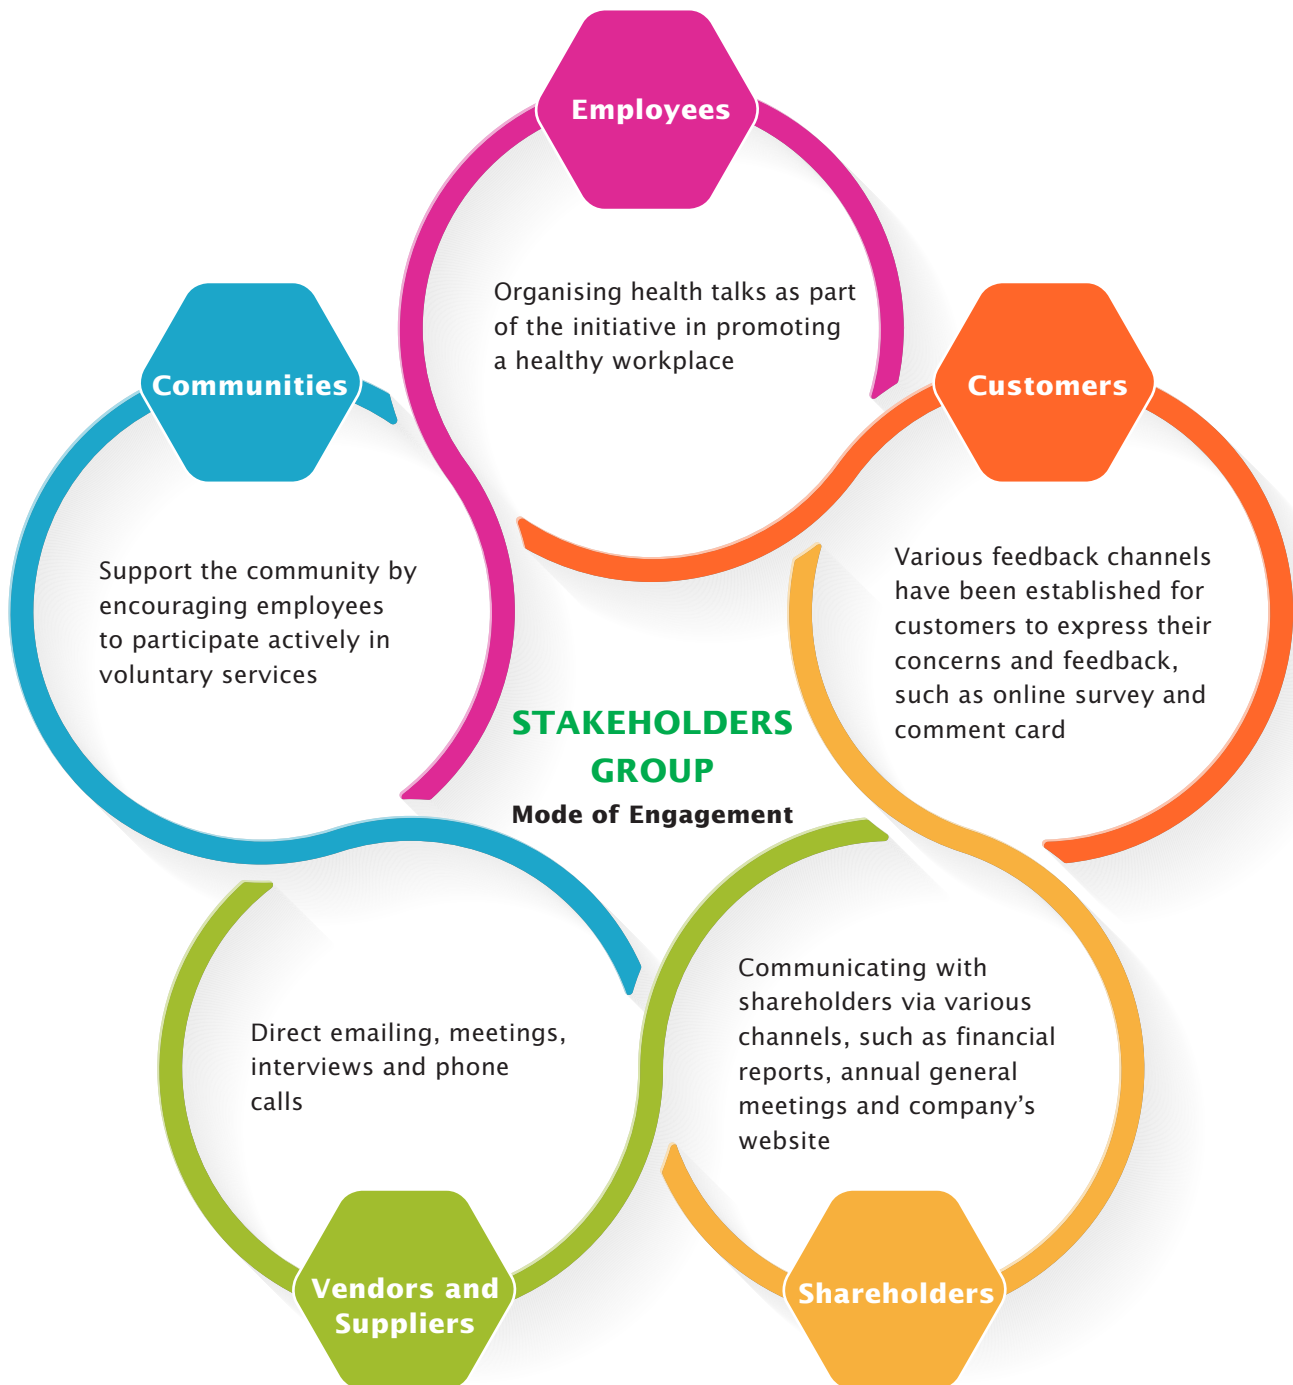 Employees
Organising health talks as part
of the initiative in promoting
a healthy workplace
Communities
Support the community by
encouraging employees
to participate actively in
voluntary services
Customers
Various feedback channels
have been established for
customers to express their
concerns and feedback,
such as online survey and
comment card
STAKEHOLDERS
GROUP
Mode of Engagement
Direct emailing, meetings,
interviews and phone
calls
Vendors and
Suppliers
Communicating with
shareholders via various
channels, such as financial
reports, annual general
meetings and company’s
website
Shareholders